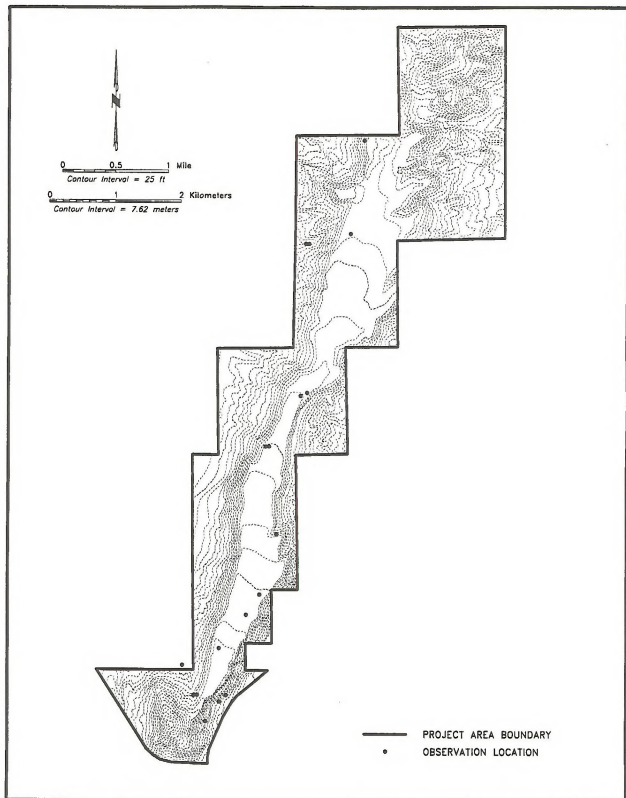 N
0 0.5 1 Mile
Contour Interval = 25 ft
0 1 2 Kilometers
Contour Interval = 7.62 meters
PROJECT AREA BOUNDARY
OBSERVATION LOCATION